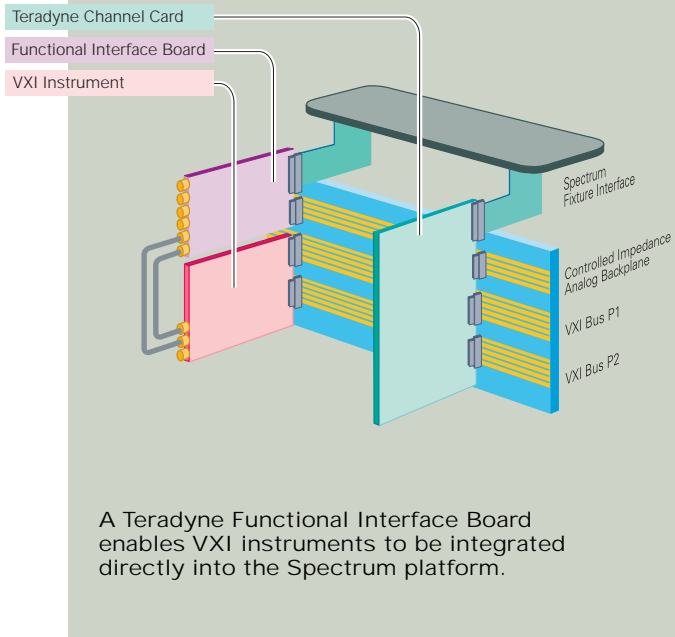 Teradyne Channel Card
Functional Interface Board
VXI Instrument
Spectrum
Fixture Interface
Controlled Impedance
Analog Backplane
VXI Bus P1
VXI Bus P2
A Teradyne Functional Interface Board
enables VXI instruments to be integrated
directly into the Spectrum platform.